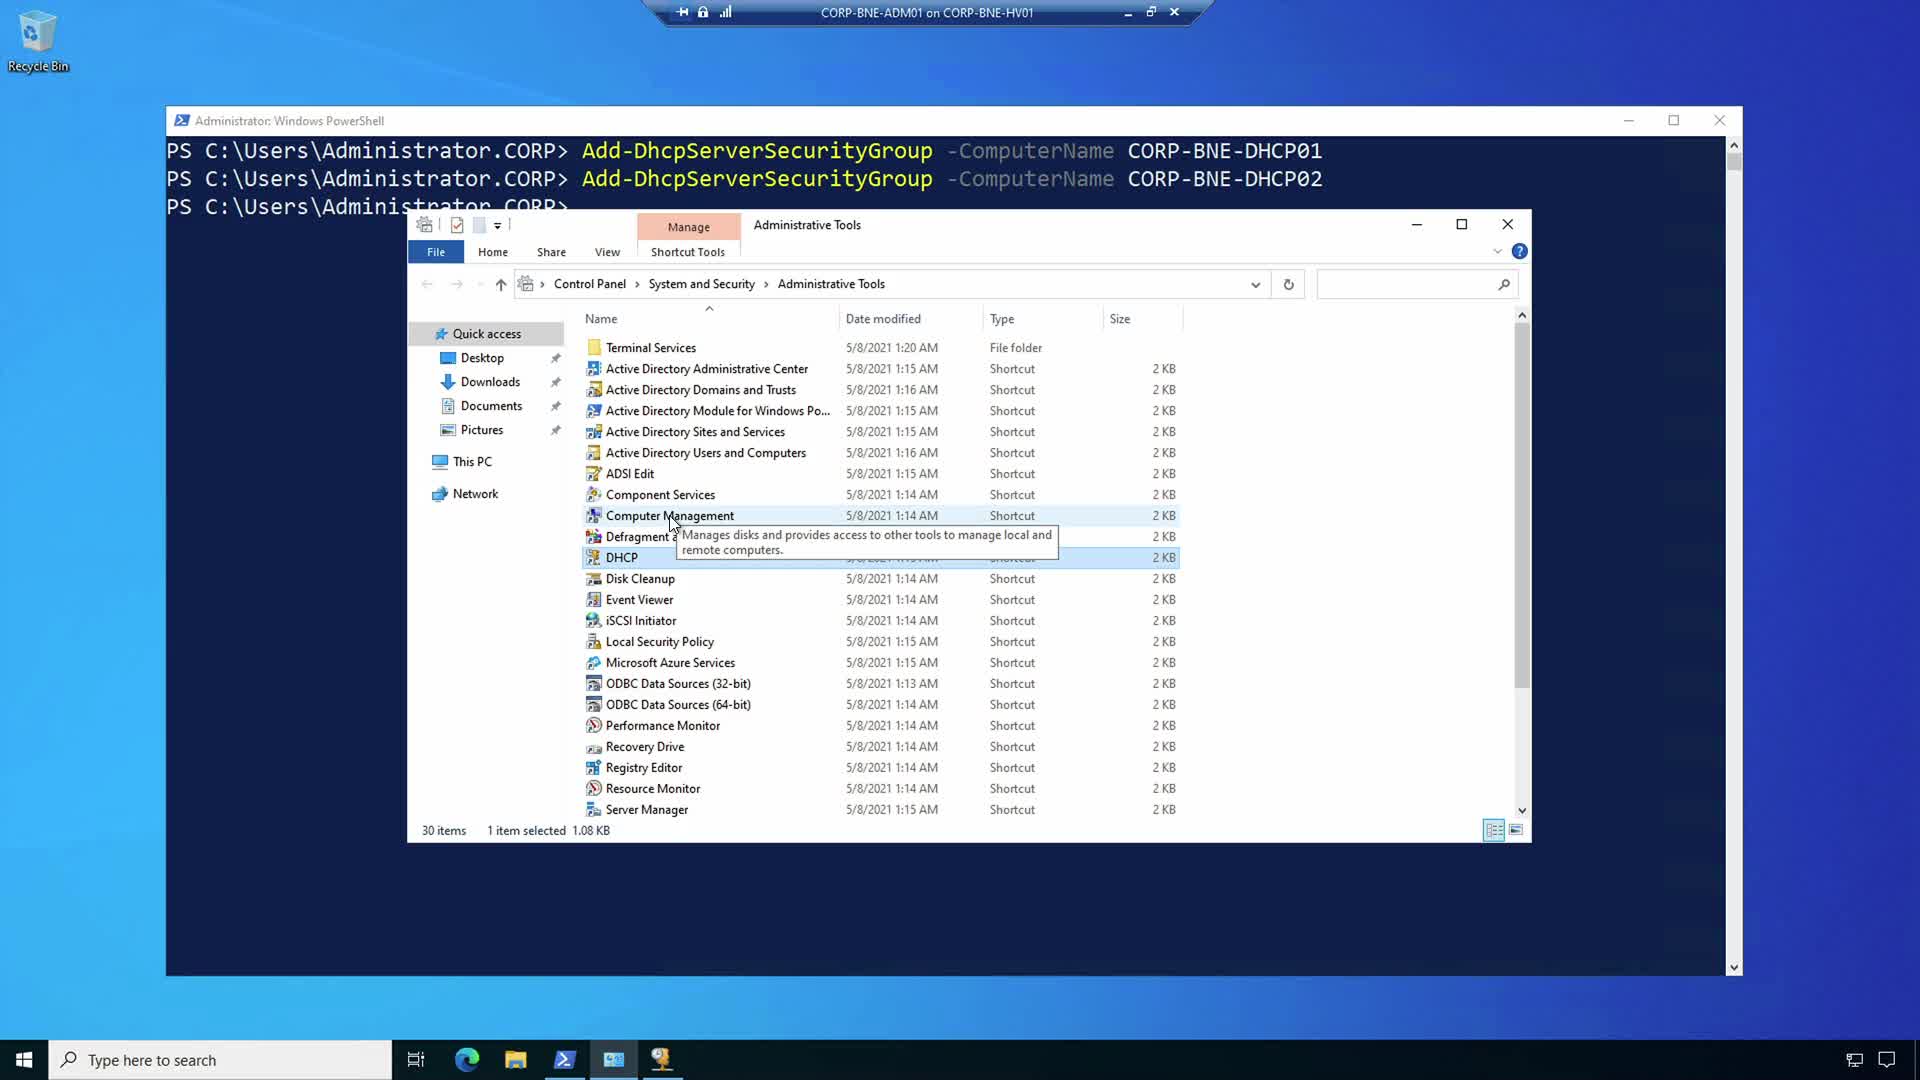 CORP-BNE-ADM01 on CORP-BNE-HV01
Recycle Bin
Administrator: Windows PowerShell
PS C:\Users\Administrator.CORP> Add-DhcpServerSecurityGroup -ComputerName CORP-BNE-DHCP01
PS C:\Users\Administrator.CORP> Add-DhcpServerSecurityGroup -ComputerName CORP-BNE-DHCP02
PS C:\Users\Administrator.CORP>
Manage Administrative Tools
File Home Share View Shortcut Tools
Control Panel › System and Security › Administrative Tools
Name Date modified Type Size
Quick access
Desktop
Downloads
Documents
Pictures
This PC
Network
Terminal Services 5/8/2021 1:20 AM File folder
Active Directory Administrative Center 5/8/2021 1:15 AM Shortcut 2 KB
Active Directory Domains and Trusts 5/8/2021 1:16 AM Shortcut 2 KB
Active Directory Module for Windows Po... 5/8/2021 1:15 AM Shortcut 2 KB
Active Directory Sites and Services 5/8/2021 1:15 AM Shortcut 2 KB
Active Directory Users and Computers 5/8/2021 1:16 AM Shortcut 2 KB
ADSI Edit 5/8/2021 1:15 AM Shortcut 2 KB
Component Services 5/8/2021 1:14 AM Shortcut 2 KB
Computer Management 5/8/2021 1:14 AM Shortcut 2 KB
Defragment a 2 KB
Manages disks and provides access to other tools to manage local and
remote computers.
DHCP Shortcut 2 KB
Disk Cleanup 5/8/2021 1:14 AM Shortcut 2 KB
Event Viewer 5/8/2021 1:14 AM Shortcut 2 KB
iSCSI Initiator 5/8/2021 1:14 AM Shortcut 2 KB
Local Security Policy 5/8/2021 1:15 AM Shortcut 2 KB
Microsoft Azure Services 5/8/2021 1:15 AM Shortcut 2 KB
ODBC Data Sources (32-bit) 5/8/2021 1:13 AM Shortcut 2 KB
ODBC Data Sources (64-bit) 5/8/2021 1:14 AM Shortcut 2 KB
Performance Monitor 5/8/2021 1:14 AM Shortcut 2 KB
Recovery Drive 5/8/2021 1:14 AM Shortcut 2 KB
Registry Editor 5/8/2021 1:14 AM Shortcut 2 KB
Resource Monitor 5/8/2021 1:14 AM Shortcut 2 KB
Server Manager 5/8/2021 1:15 AM Shortcut 2 KB
30 items 1 item selected 1.08 KB
Type here to search